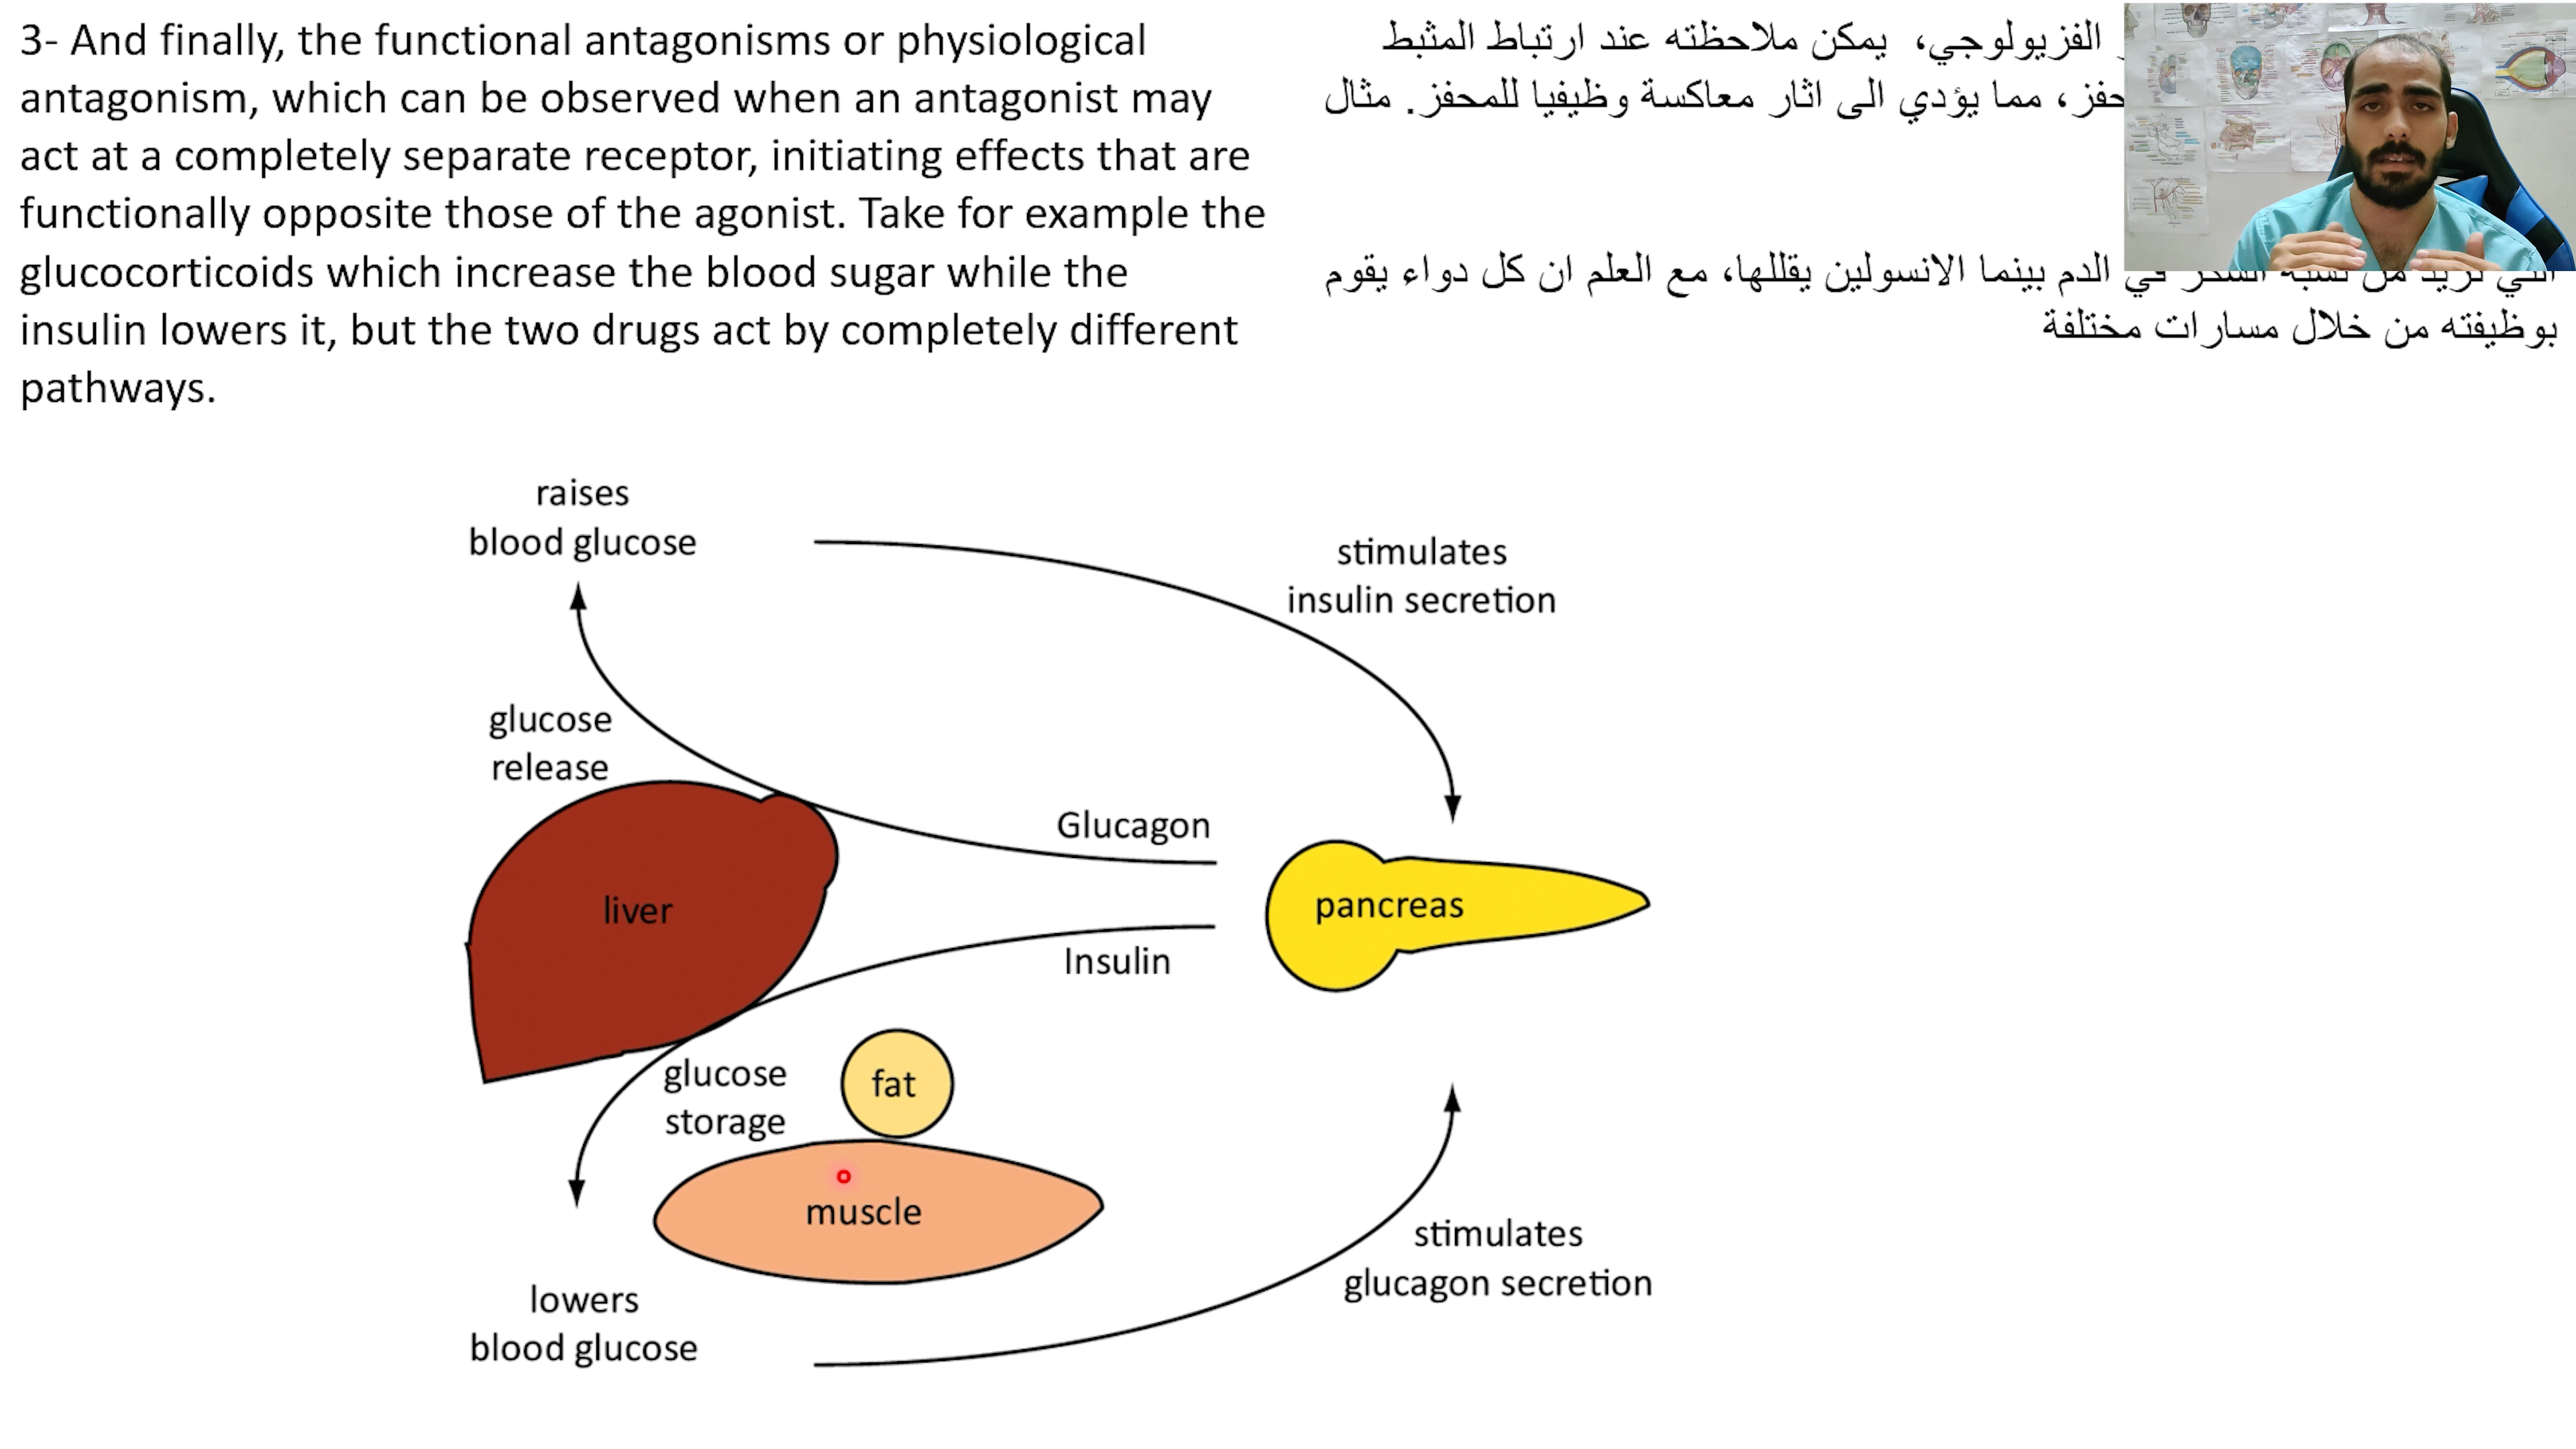 3- And finally, the functional antagonisms or physiological
antagonism, which can be observed when an antagonist may
act at a completely separate receptor, initiating effects that are
functionally opposite those of the agonist. Take for example the
glucocorticoids which increase the blood sugar while the
insulin lowers it, but the two drugs act by completely different
pathways.
الفزيولوجي، يمكن ملاحظته عند ارتباط المثبط
مما يؤدي الى اثار معاكسة وظيفيا للمحفز. مثال
الدم بينما الانسولين يقللها، مع العلم ان كل دواء يقوم
بوظيفته من خلال مسارات مختلفة
raises
blood glucose
stimulates
insulin secretion
glucose
release
Glucagon
liver
pancreas
Insulin
glucose
storage
fat
muscle
stimulates
glucagon secretion
lowers
blood glucose